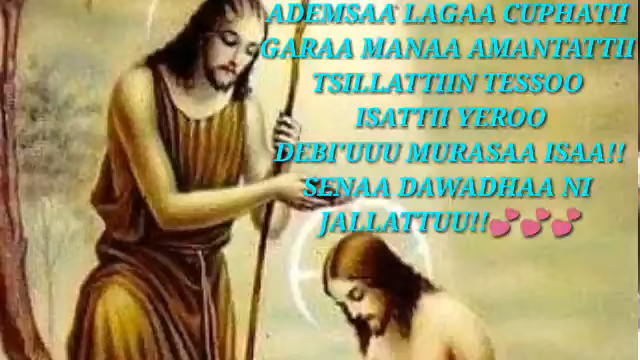 ADEMSAA LAGAA CUPHATII
GARAA MANAA AMANTATTII
TSILLATTIIN TESSOO
ISATTII YEROO
DEBI'UUU MURASAA ISAA!!
SENAA DAWADHAA NI
JALLATTUU!!💕💕💕